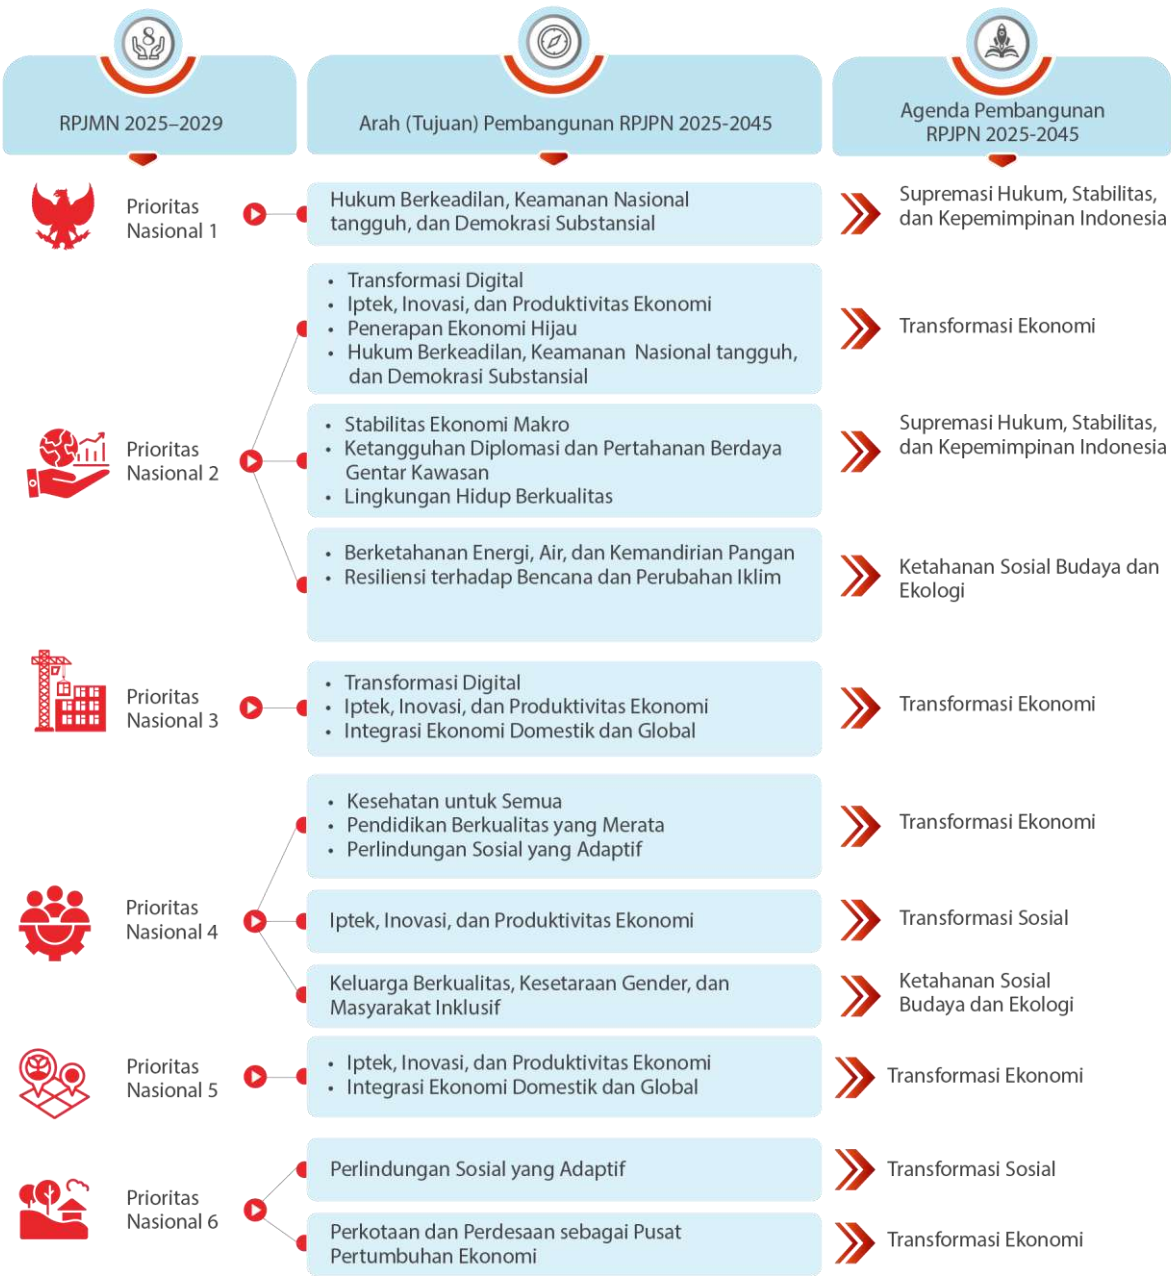 RPJMN 2025–2029
Arah (Tujuan) Pembangunan RPJPN 2025-2045
Agenda Pembangunan
RPJPN 2025-2045
Prioritas
Nasional 1
Hukum Berkeadilan, Keamanan Nasional
tangguh, dan Demokrasi Substansial
Supremasi Hukum, Stabilitas,
dan Kepemimpinan Indonesia
Prioritas
Nasional 2
• Transformasi Digital
• Iptek, Inovasi, dan Produktivitas Ekonomi
• Penerapan Ekonomi Hijau
• Hukum Berkeadilan, Keamanan Nasional tangguh,
dan Demokrasi Substansial
Transformasi Ekonomi
• Stabilitas Ekonomi Makro
• Ketangguhan Diplomasi dan Pertahanan Berdaya
Gentar Kawasan
• Lingkungan Hidup Berkualitas
Supremasi Hukum, Stabilitas,
dan Kepemimpinan Indonesia
• Berketahanan Energi, Air, dan Kemandirian Pangan
• Resiliensi terhadap Bencana dan Perubahan Iklim
Ketahanan Sosial Budaya dan
Ekologi
Prioritas
Nasional 3
• Transformasi Digital
• Iptek, Inovasi, dan Produktivitas Ekonomi
• Integrasi Ekonomi Domestik dan Global
Transformasi Ekonomi
Prioritas
Nasional 4
• Kesehatan untuk Semua
• Pendidikan Berkualitas yang Merata
• Perlindungan Sosial yang Adaptif
Transformasi Ekonomi
Iptek, Inovasi, dan Produktivitas Ekonomi
Transformasi Sosial
Keluarga Berkualitas, Kesetaraan Gender, dan
Masyarakat Inklusif
Ketahanan Sosial
Budaya dan Ekologi
Prioritas
Nasional 5
• Iptek, Inovasi, dan Produktivitas Ekonomi
• Integrasi Ekonomi Domestik dan Global
Transformasi Ekonomi
Prioritas
Nasional 6
Perlindungan Sosial yang Adaptif
Transformasi Sosial
Perkotaan dan Perdesaan sebagai Pusat
Pertumbuhan Ekonomi
Transformasi Ekonomi